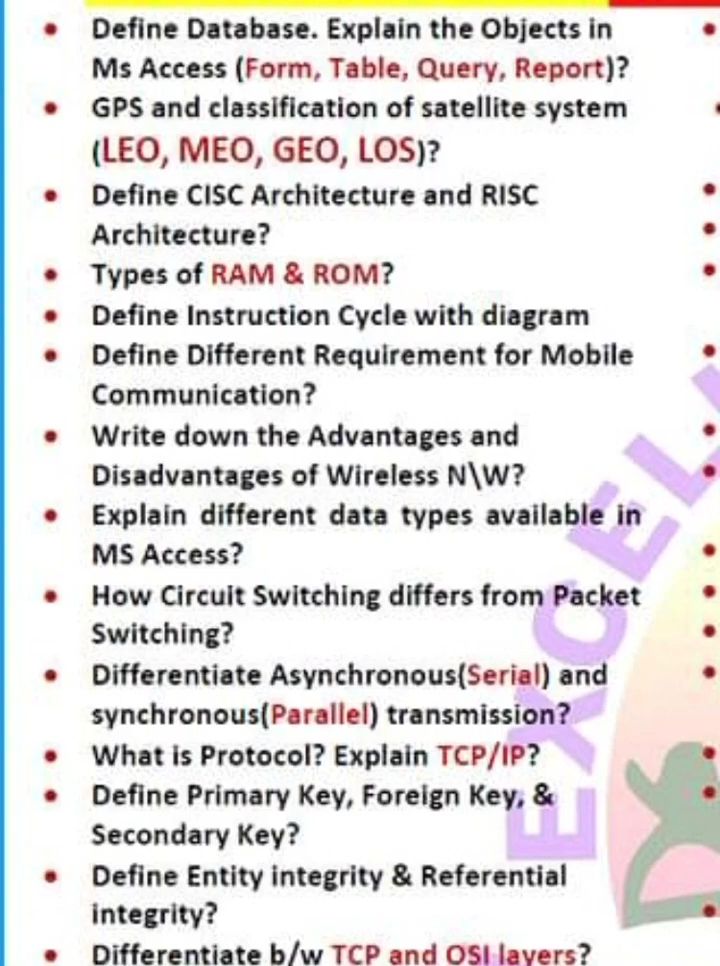 • Define Database. Explain the Objects in
Ms Access (Form, Table, Query, Report)?
• GPS and classification of satellite system
(LEO, MEO, GEO, LOS)?
• Define CISC Architecture and RISC
Architecture?
• Types of RAM & ROM?
• Define Instruction Cycle with diagram
• Define Different Requirement for Mobile
Communication?
• Write down the Advantages and
Disadvantages of Wireless N\W?
• Explain different data types available in
MS Access?
• How Circuit Switching differs from Packet
Switching?
• Differentiate Asynchronous(Serial) and
synchronous(Parallel) transmission?
• What is Protocol? Explain TCP/IP?
• Define Primary Key, Foreign Key, &
Secondary Key?
• Define Entity integrity & Referential
integrity?
• Differentiate b/w TCP and OSI layers?